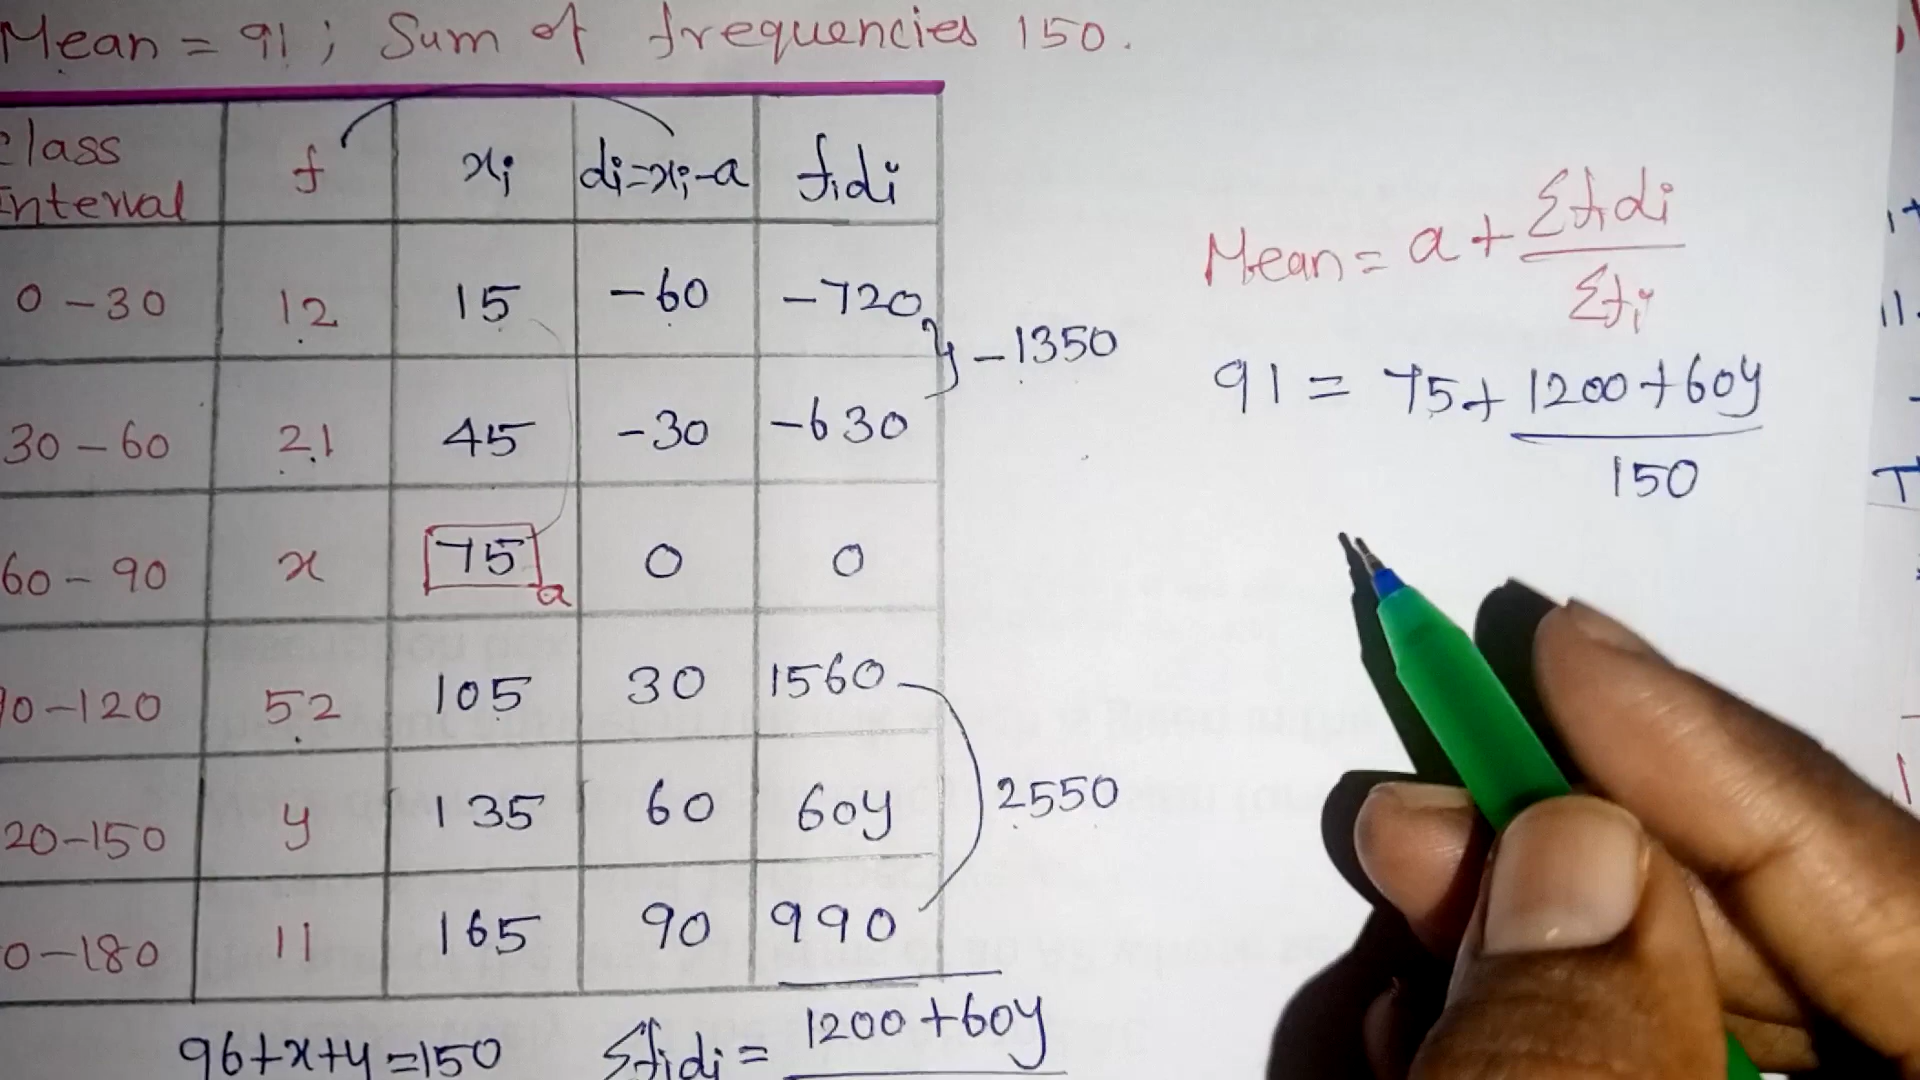 Mean = 91 ; Sum of frequencies 150.
Class Interval f xi di=xi-a fidi
0-30 12 15 -60 -720
-1350
30-60 21 45 -30 -630
60-90 x 75 a 0 0
90-120 52 105 30 1560
2550
20-150 y 135 60 60y
0-180 11 165 90 990
96+x+y=150 Σfidi = 1200+60y
Mean = a + Σfidi / Σfi
91 = 75 + 1200+60y / 150